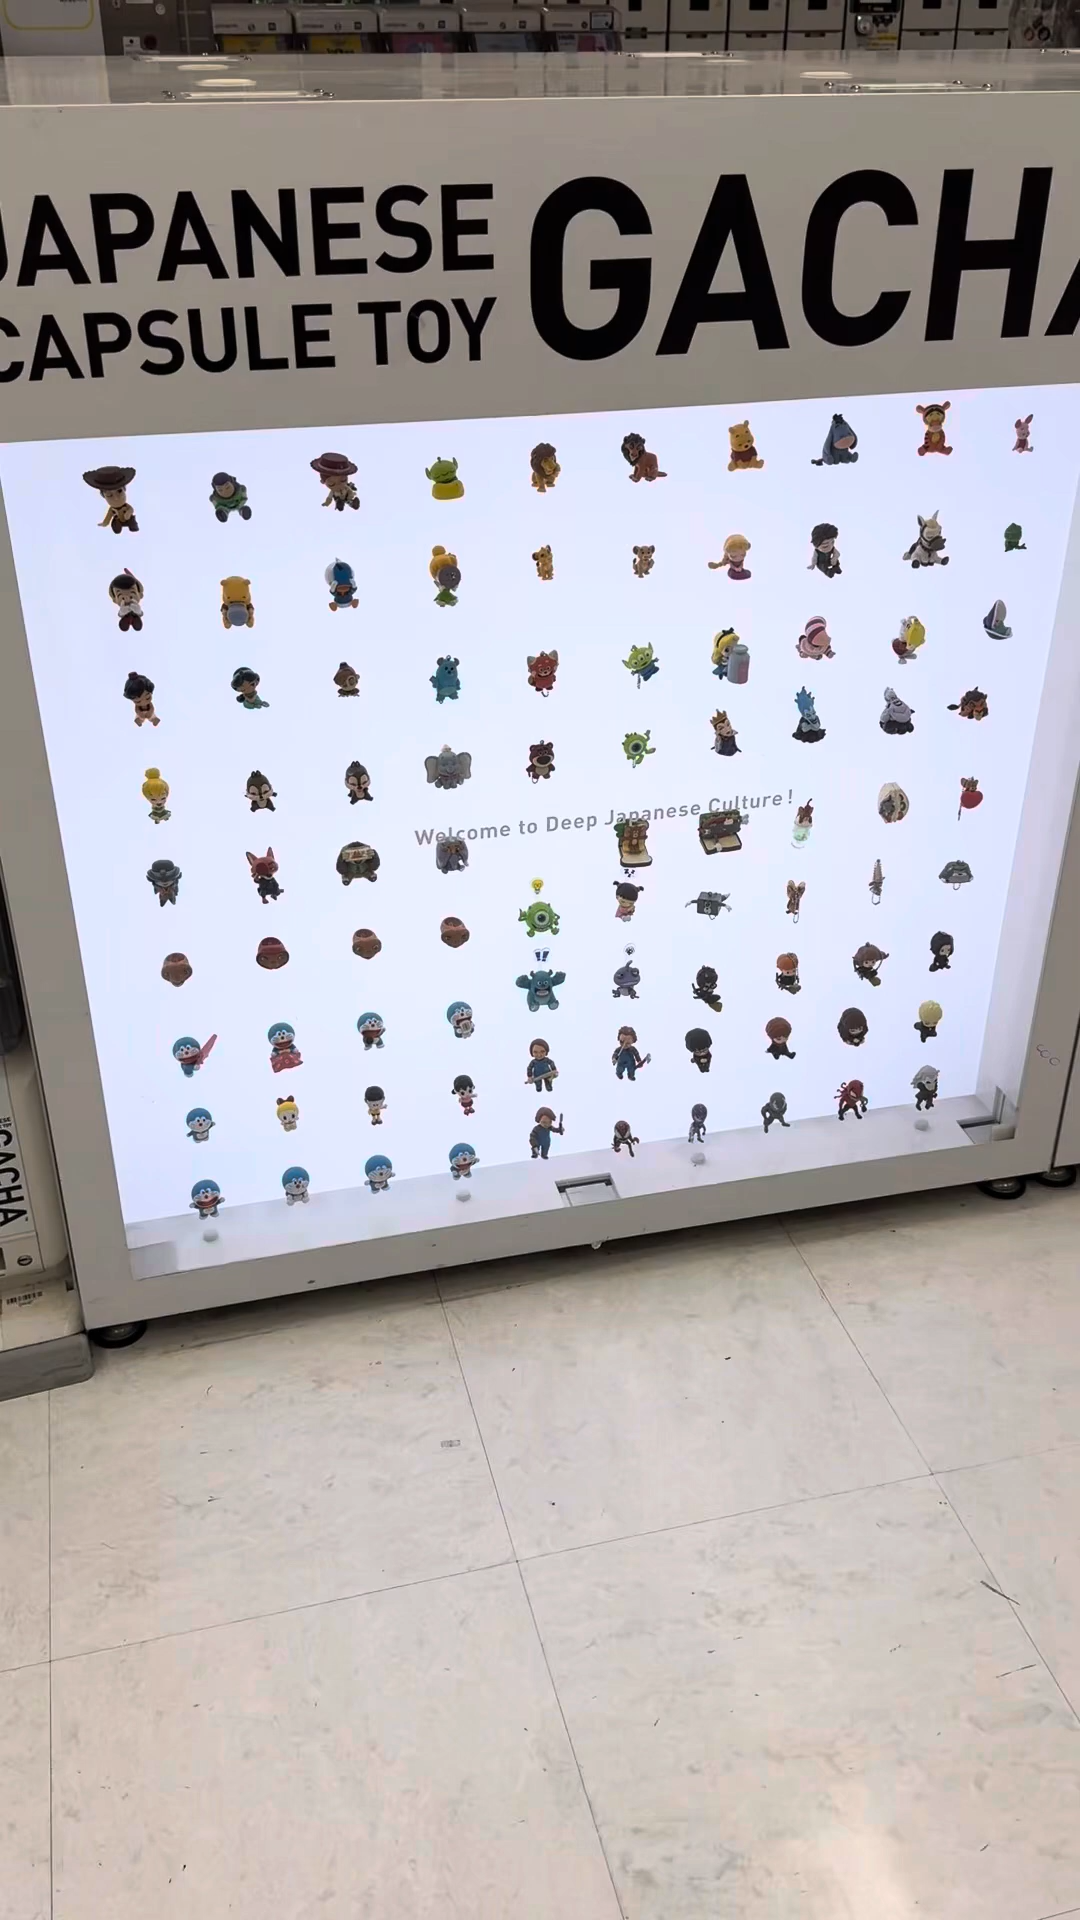 JAPANESE
CAPSULE TOY
GACHA
Welcome to Deep Japanese Culture!
GACHA